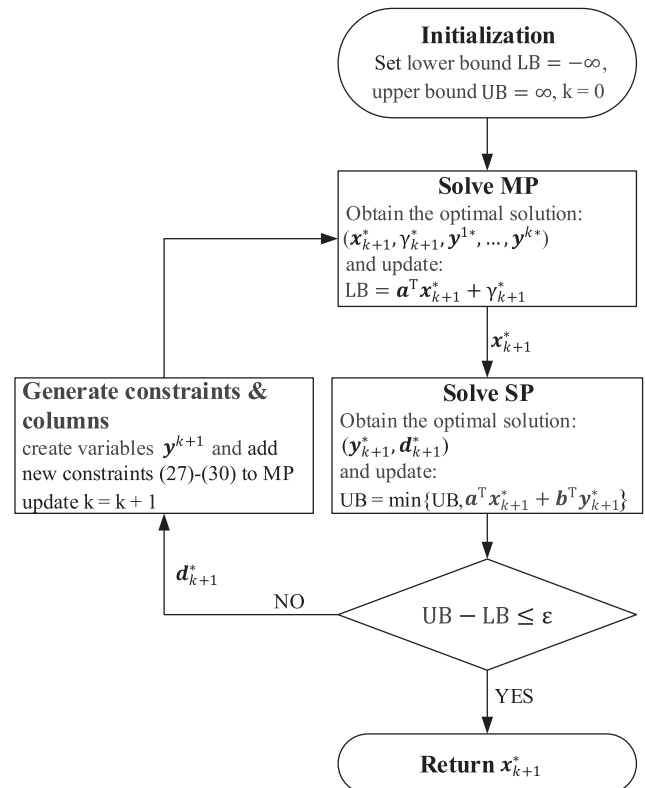 Initialization
Set lower bound LB = −∞,
upper bound UB = ∞, k = 0
Solve MP
Obtain the optimal solution:
(x*ₖ₊₁, γ*ₖ₊₁, y¹*, …, yᵏ*)
and update:
LB = aᵀx*ₖ₊₁ + γ*ₖ₊₁
x*ₖ₊₁
Solve SP
Obtain the optimal solution:
(y*ₖ₊₁, d*ₖ₊₁)
and update:
UB = min{UB, aᵀx*ₖ₊₁ + bᵀy*ₖ₊₁}
Generate constraints &
columns
create variables yᵏ⁺¹ and add
new constraints (27)-(30) to MP
update k = k + 1
d*ₖ₊₁
NO
UB − LB ≤ ε
YES
Return x*ₖ₊₁